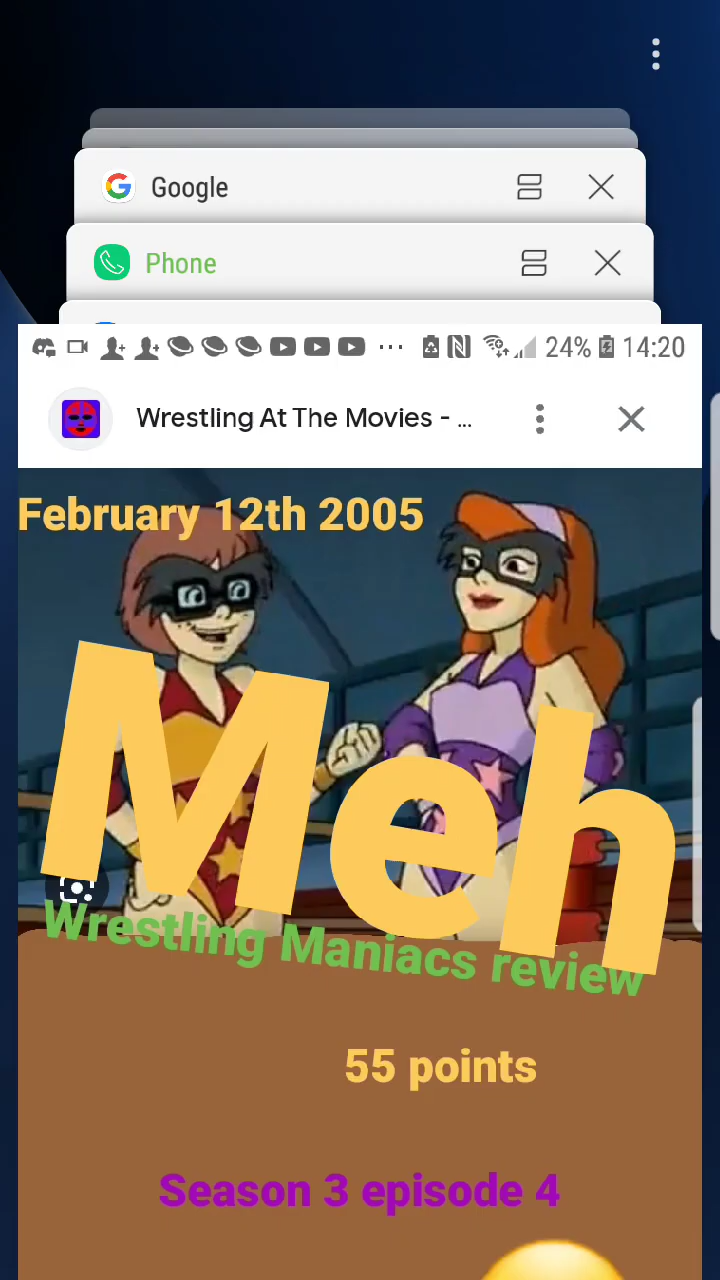 Google
Phone
24% 14:20
Wrestling At The Movies - ...
February 12th 2005
Meh
Wrestling Maniacs review
55 points
Season 3 episode 4